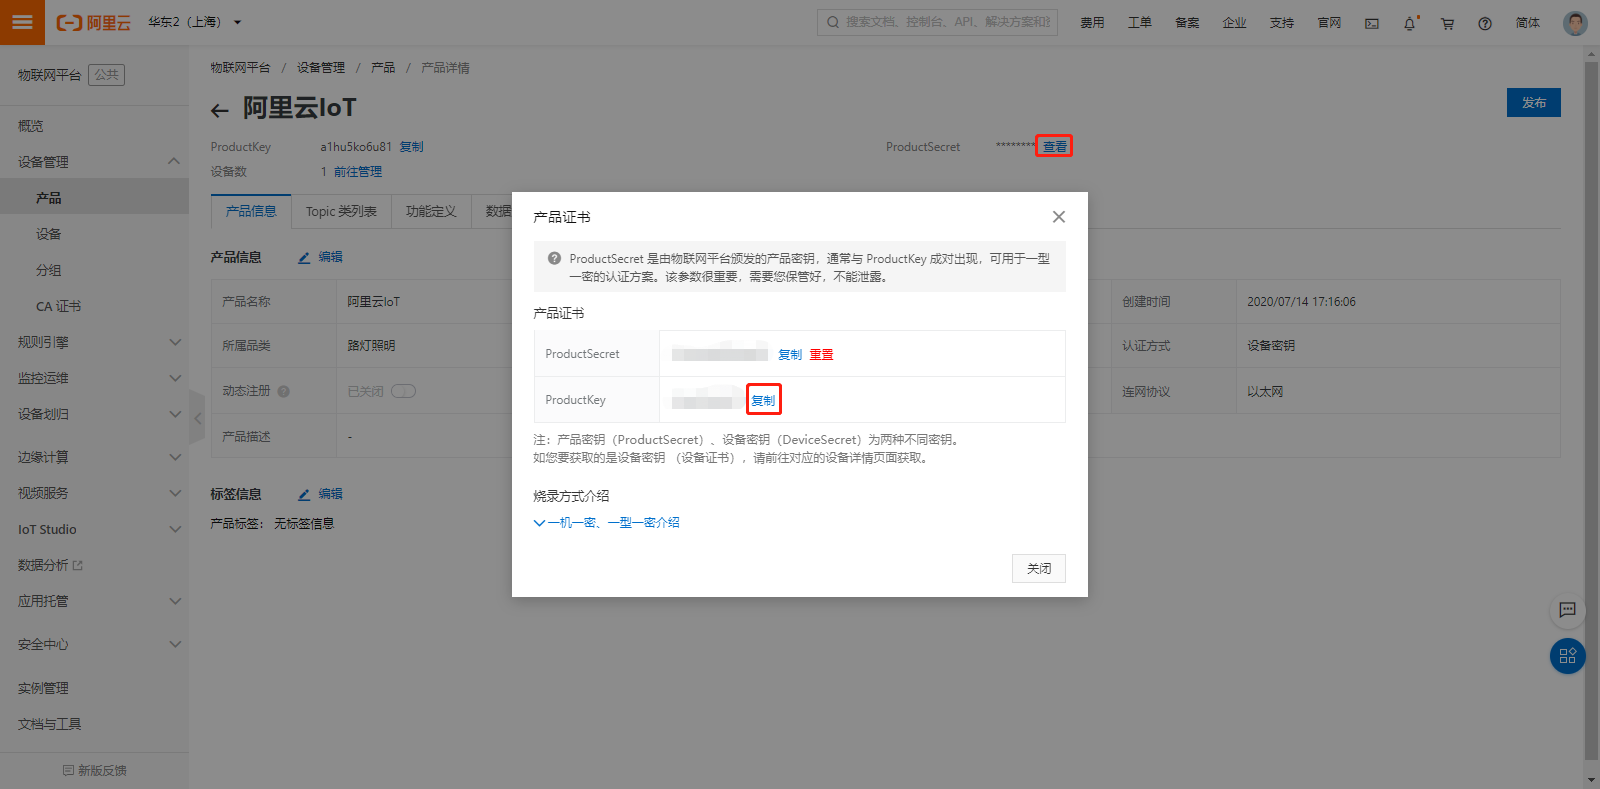 阿里云
华东2（上海）
搜索文档、控制台、API、解决方案和
费用
工单
备案
企业
支持
官网
简体
物联网平台 公共
概览
设备管理
产品
设备
分组
CA 证书
规则引擎
监控运维
设备划归
边缘计算
视频服务
IoT Studio
数据分析
应用托管
安全中心
实例管理
文档与工具
新版反馈
物联网平台 / 设备管理 / 产品 / 产品详情
阿里云IoT
发布
ProductKey a1hu5ko6u81 复制
ProductSecret ******** 查看
设备数 1 前往管理
产品信息 Topic 类列表 功能定义 数据
产品信息 编辑
产品名称 阿里云IoT
创建时间 2020/07/14 17:16:06
所属品类 路灯照明
认证方式 设备密钥
动态注册 已关闭
连网协议 以太网
产品描述 -
标签信息 编辑
产品标签： 无标签信息
产品证书
ProductSecret 是由物联网平台颁发的产品密钥，通常与 ProductKey 成对出现，可用于一型
一密的认证方案。该参数很重要，需要您保管好，不能泄露。
产品证书
ProductSecret 复制 重置
ProductKey 复制
注：产品密钥（ProductSecret）、设备密钥（DeviceSecret）为两种不同密钥。
如您要获取的是设备密钥 （设备证书），请前往对应的设备详情页面获取。
烧录方式介绍
一机一密、一型一密介绍
关闭